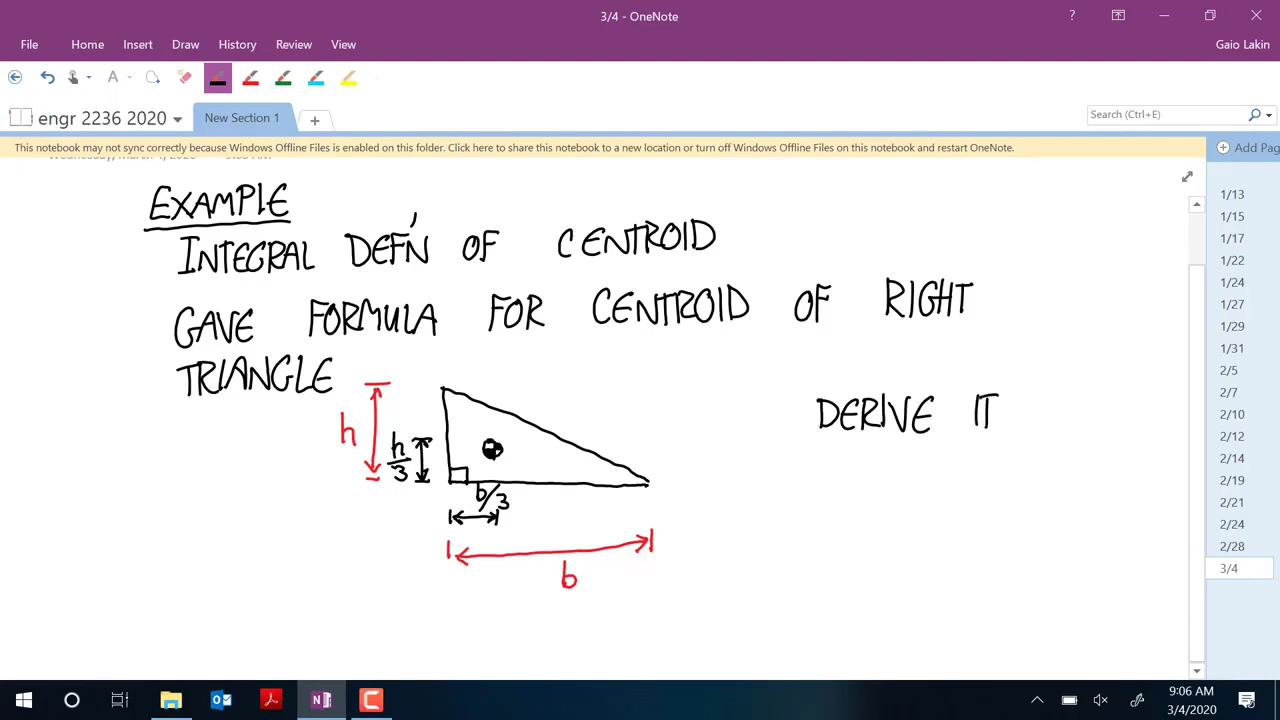 3/4 - OneNote
?
File Home Insert Draw History Review View
Gaio Lakin
A
engr 2236 2020
New Section 1
+
Search (Ctrl+E)
This notebook may not sync correctly because Windows Offline Files is enabled on this folder. Click here to share this notebook to a new location or turn off Windows Offline Files on this notebook and restart OneNote.
Add Pag
EXAMPLE
INTEGRAL DEF'N OF CENTROID
GAVE FORMULA FOR CENTROID OF RIGHT
TRIANGLE
DERIVE IT
h
h/3
b/3
b
1/13
1/15
1/17
1/22
1/24
1/27
1/29
1/31
2/5
2/7
2/10
2/12
2/14
2/19
2/21
2/24
2/28
3/4
9:06 AM
3/4/2020